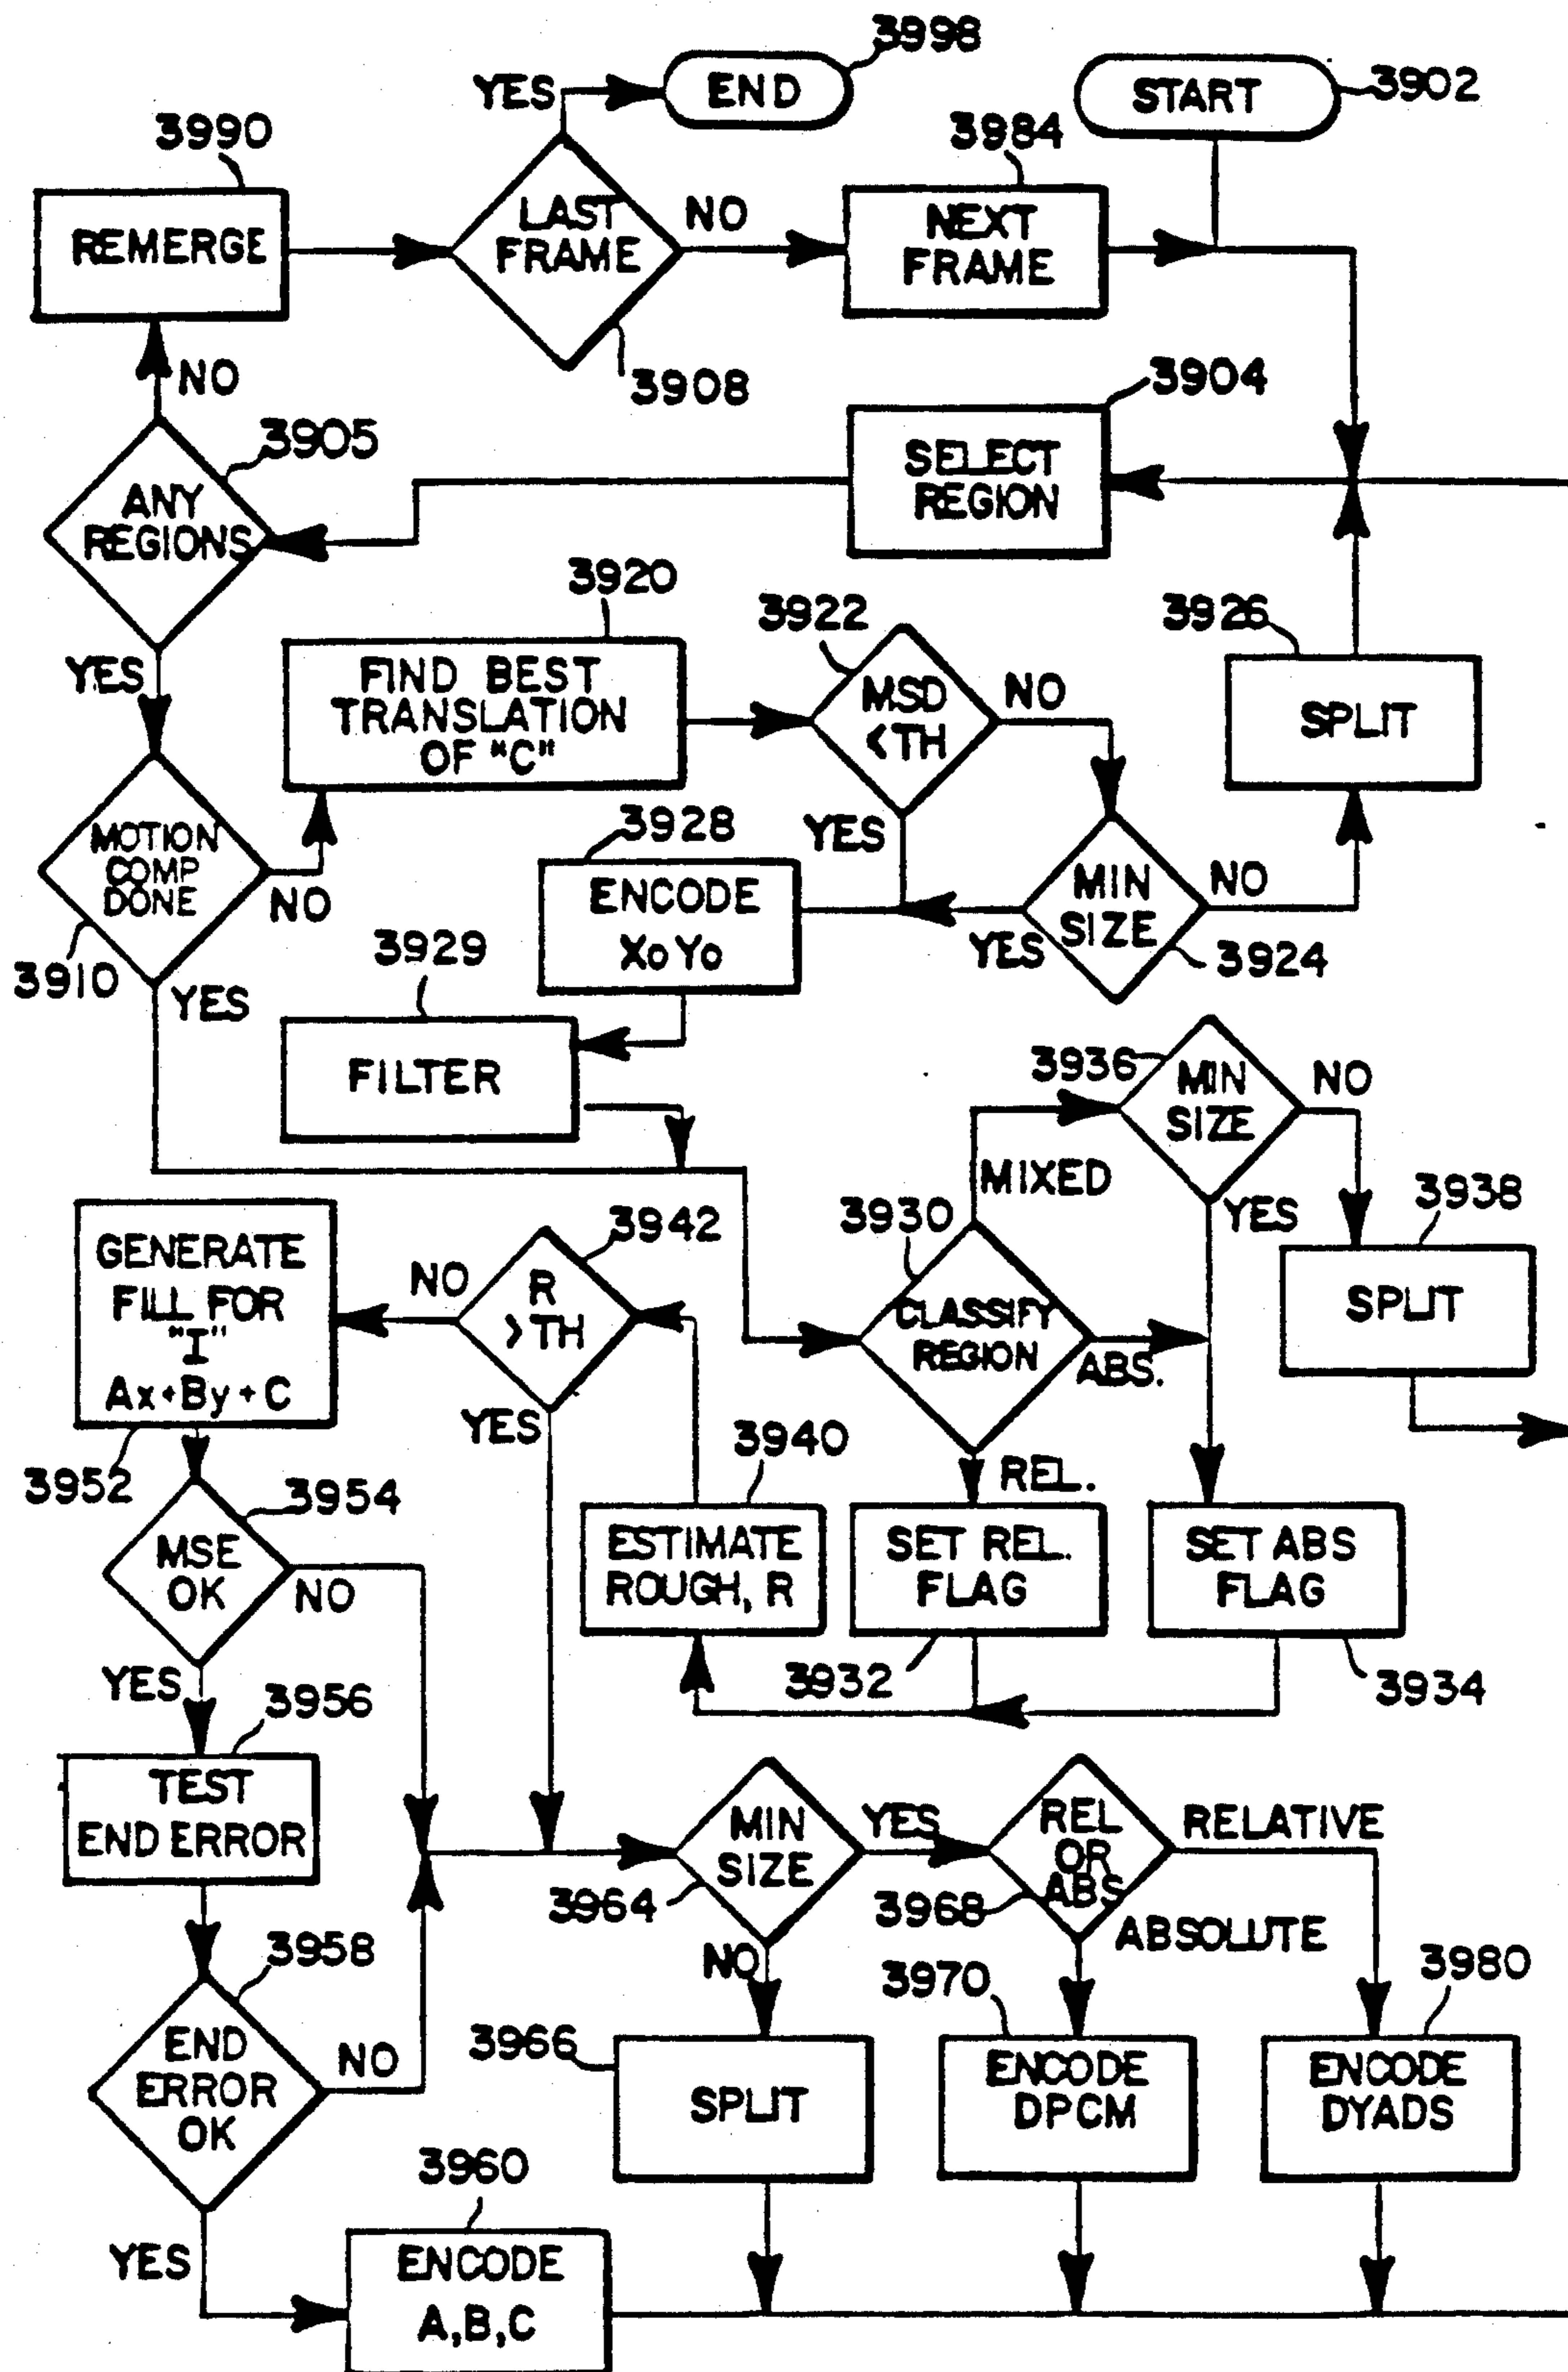 3998
YES
END
START
3902
3990
3984
REMERGE
LAST
FRAME
NO
NEXT
FRAME
3908
NO
3904
3905
SELECT
REGION
ANY
REGIONS
3920
3922
3926
YES
FIND BEST
TRANSLATION
OF "C"
MSD
<TH
NO
SPLIT
MOTION
COMP
DONE
NO
3928
YES
ENCODE
Xo Yo
MIN
SIZE
NO
YES
3924
3910
YES
3929
FILTER
3936
MIN
SIZE
NO
MIXED
YES
3938
SPLIT
GENERATE
FILL FOR
"I"
Ax+By+C
NO
R
>TH
3942
3930
CLASSIFY
REGION
ABS.
YES
3952
3954
3940
REL.
MSE
OK
NO
ESTIMATE
ROUGH, R
SET REL.
FLAG
SET ABS
FLAG
YES
3956
3932
3934
TEST
END ERROR
MIN
SIZE
YES
REL
OR
ABS
RELATIVE
3964
3968
ABSOLUTE
3958
NO
3970
3980
END
ERROR
OK
NO
3966
SPLIT
ENCODE
DPCM
ENCODE
DYADS
3960
YES
ENCODE
A,B,C